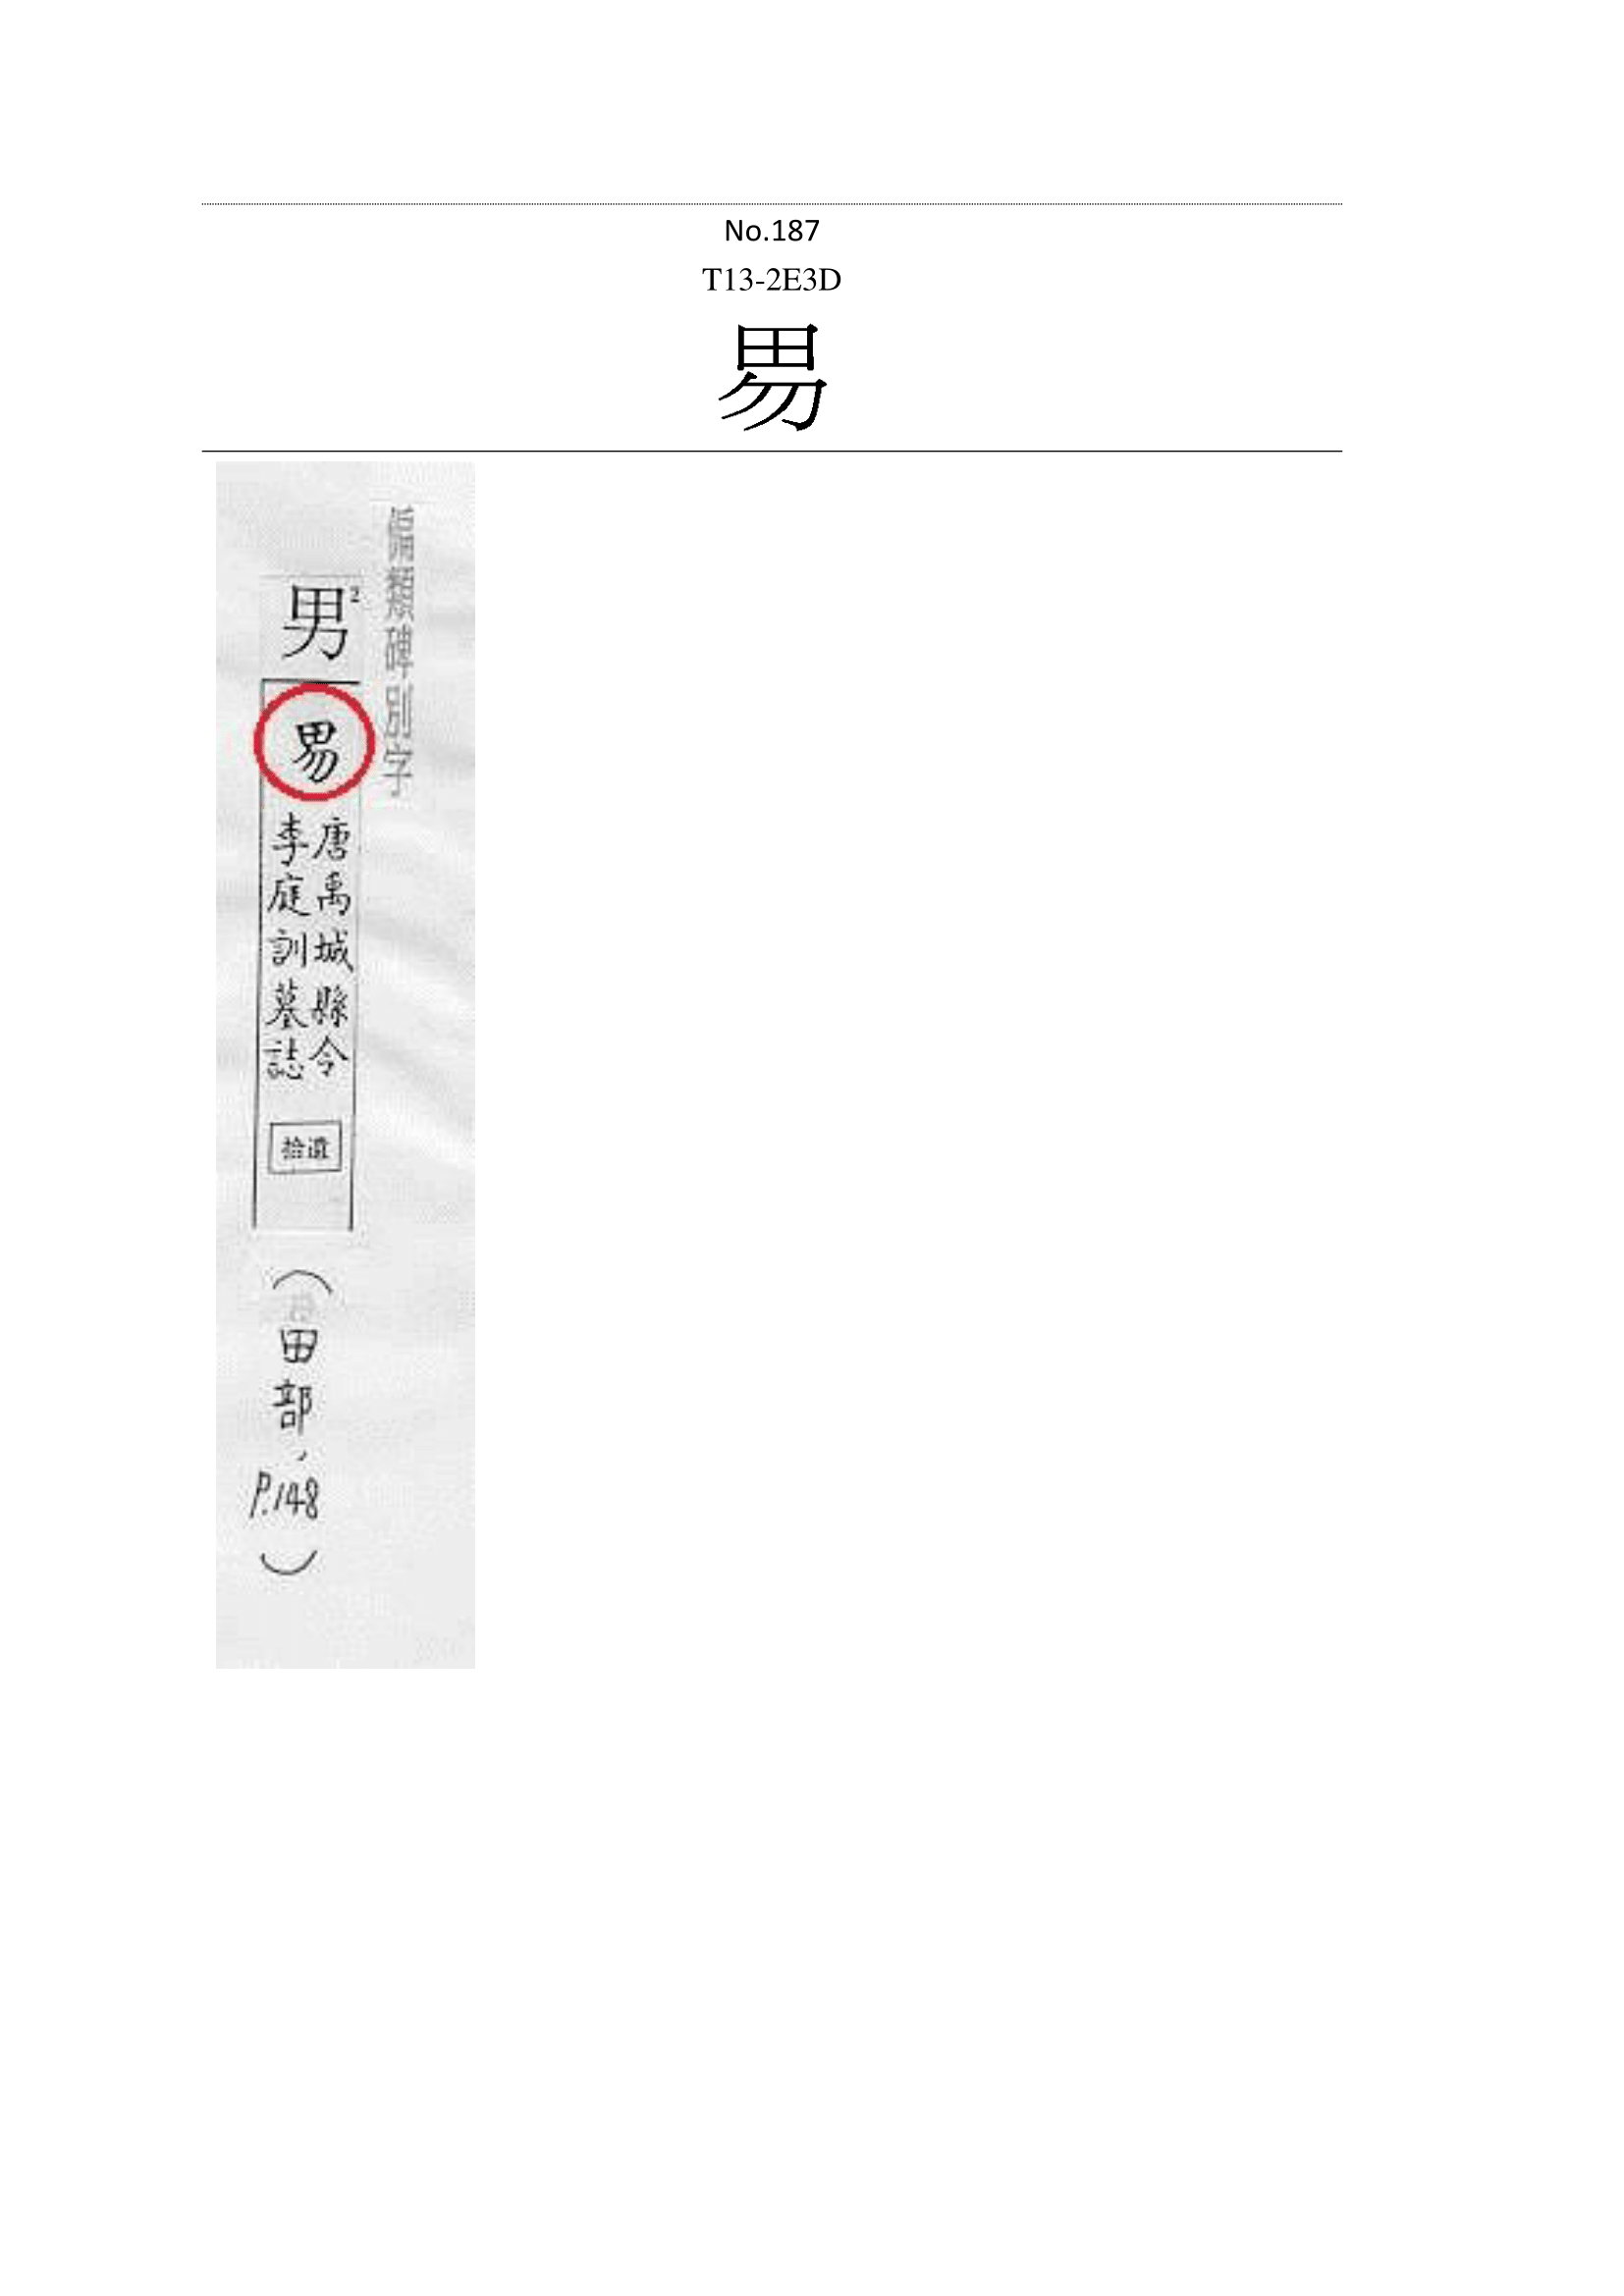 No.187
T13-2E3D
偏類碑別字
男²
唐禹城縣令
李庭訓墓誌
拾遺
（田部，P.148）